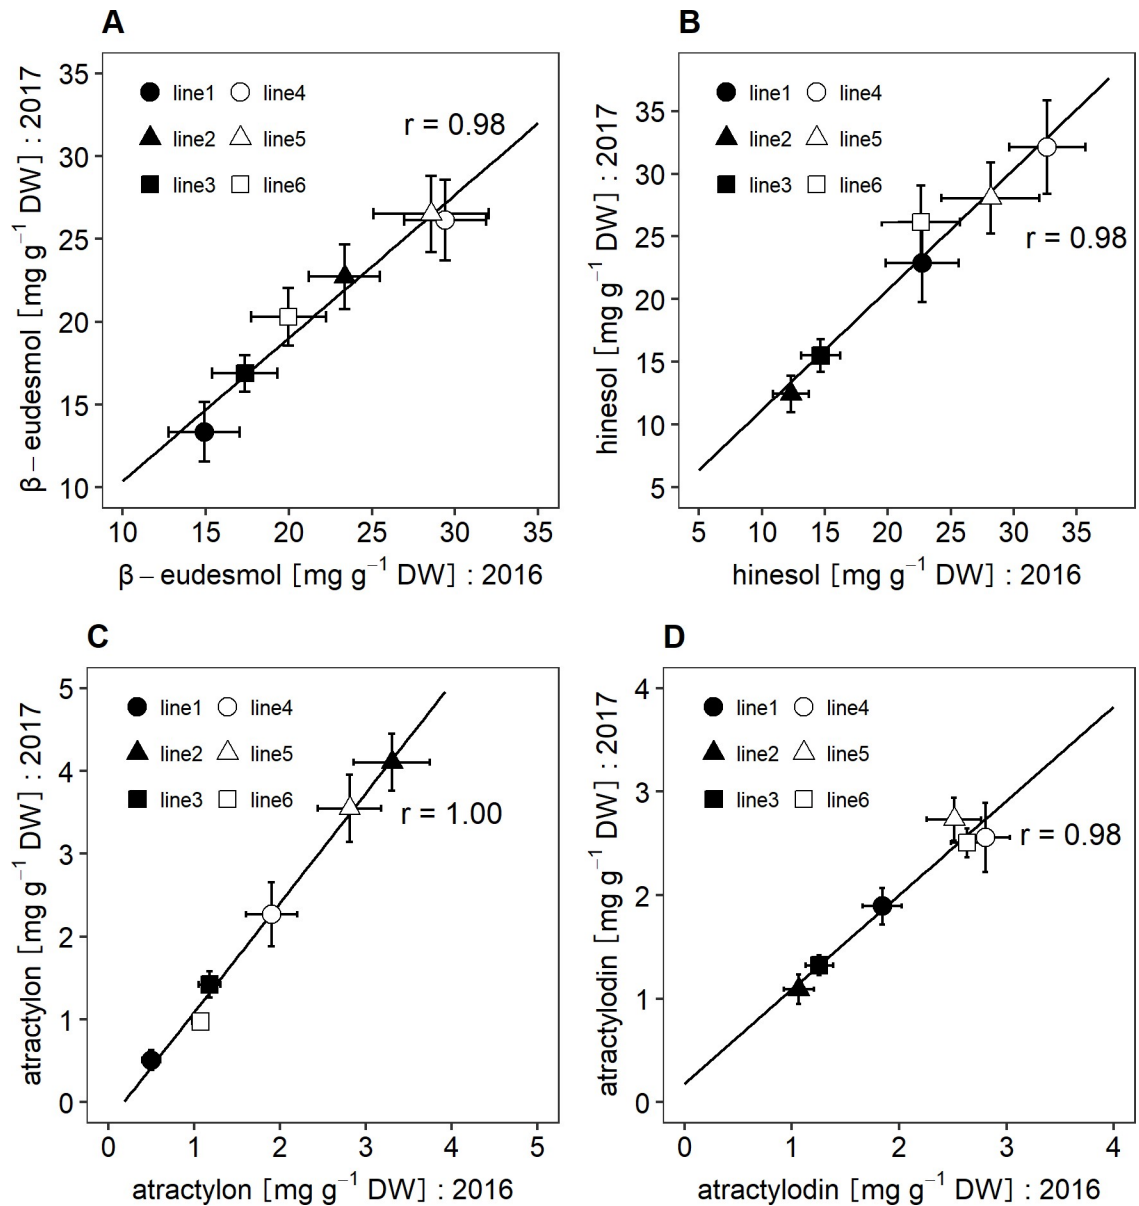 A
β – eudesmol [mg g⁻¹ DW] : 2017
35
30
25
20
15
10
line1 line4
line2 line5
line3 line6
r = 0.98
10 15 20 25 30 35
β – eudesmol [mg g⁻¹ DW] : 2016
B
hinesol [mg g⁻¹ DW] : 2017
35
30
25
20
15
10
5
line1 line4
line2 line5
line3 line6
r = 0.98
5 10 15 20 25 30 35
hinesol [mg g⁻¹ DW] : 2016
C
atractylon [mg g⁻¹ DW] : 2017
5
4
3
2
1
0
line1 line4
line2 line5
line3 line6
r = 1.00
0 1 2 3 4 5
atractylon [mg g⁻¹ DW] : 2016
D
atractylodin [mg g⁻¹ DW] : 2017
4
3
2
1
0
line1 line4
line2 line5
line3 line6
r = 0.98
0 1 2 3 4
atractylodin [mg g⁻¹ DW] : 2016